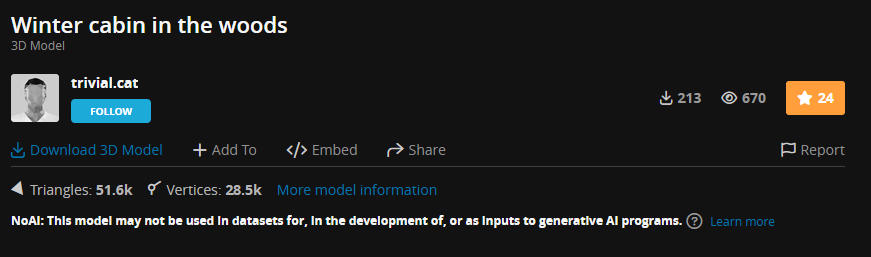 Winter cabin in the woods
3D Model
trivial.cat
FOLLOW
213 670 24
Download 3D Model Add To Embed Share Report
Triangles: 51.6k Vertices: 28.5k More model information
NoAI: This model may not be used in datasets for, in the development of, or as inputs to generative AI programs. ? Learn more